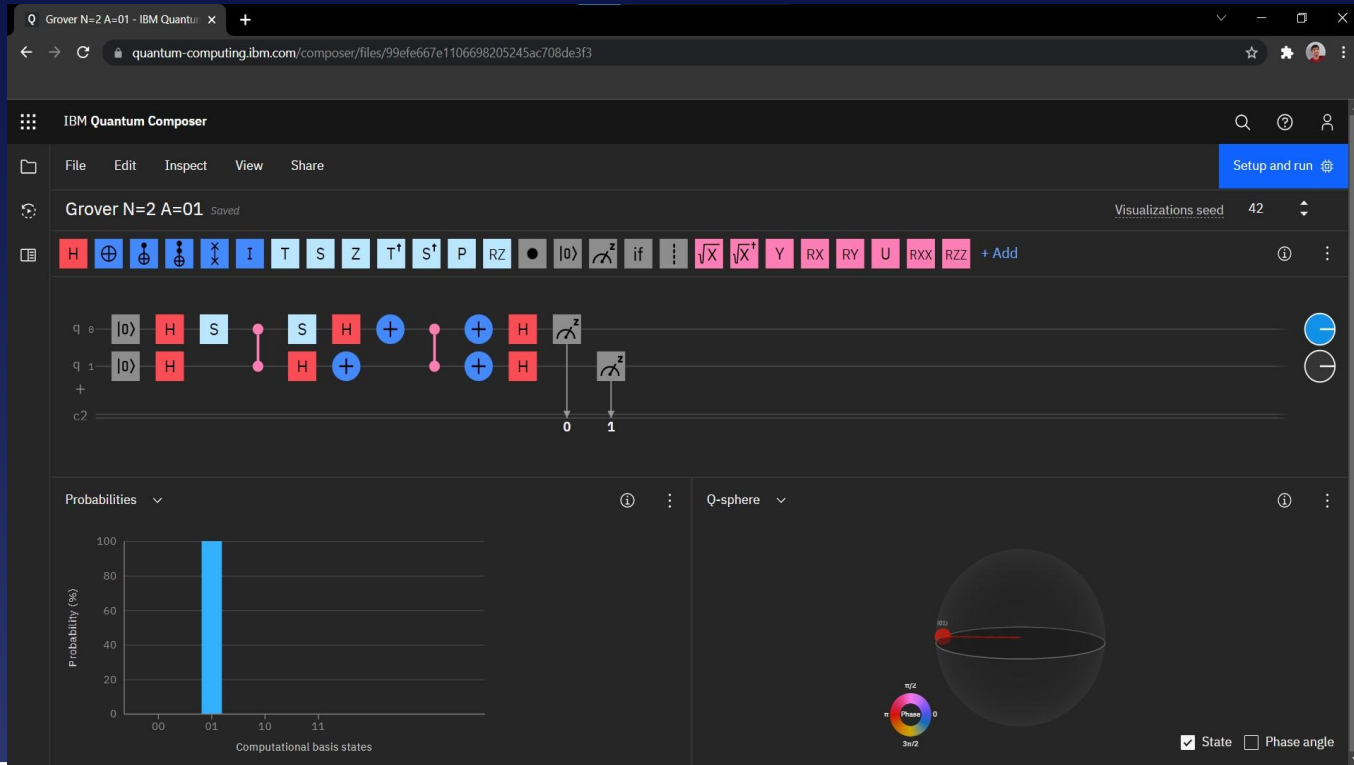 Q Grover N=2 A=01 - IBM Quantur × +
quantum-computing.ibm.com/composer/files/99efe667e1106698205245ac708de3f3
IBM Quantum Composer
File Edit Inspect View Share
Setup and run
Grover N=2 A=01 Saved
Visualizations seed 42
H I T S Z T† S† P RZ |0⟩ z if √X √X† Y RX RY U RXX RZZ + Add
q 0 |0⟩ H S S H + + H z
q 1 |0⟩ H H + + H z
+
c2
0 1
Probabilities
Q-sphere
Probability (%)
100
80
60
40
20
0
00 01 10 11
Computational basis states
|01⟩
π/2
π Phase 0
3π/2
State Phase angle